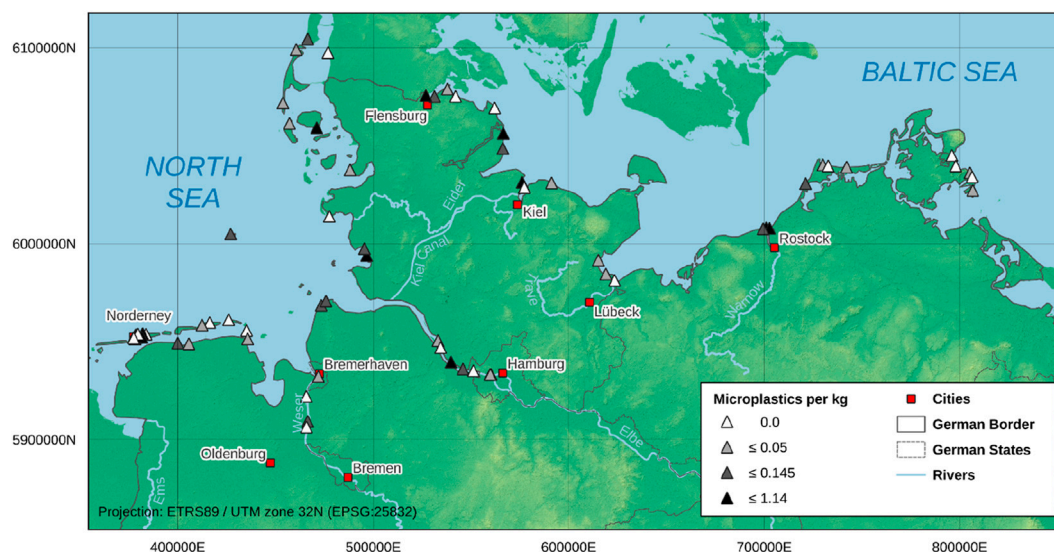 6100000N
6000000N
5900000N
BALTIC SEA
NORTH
SEA
Flensburg
Eider
Kiel
Kiel Canal
Rostock
Trave
Warnow
Lübeck
Norderney
Bremerhaven
Hamburg
Weser
Elbe
Oldenburg
Bremen
Ems
Microplastics per kg
0.0
≤ 0.05
≤ 0.145
≤ 1.14
Cities
German Border
German States
Rivers
Projection: ETRS89 / UTM zone 32N (EPSG:25832)
400000E 500000E 600000E 700000E 800000E